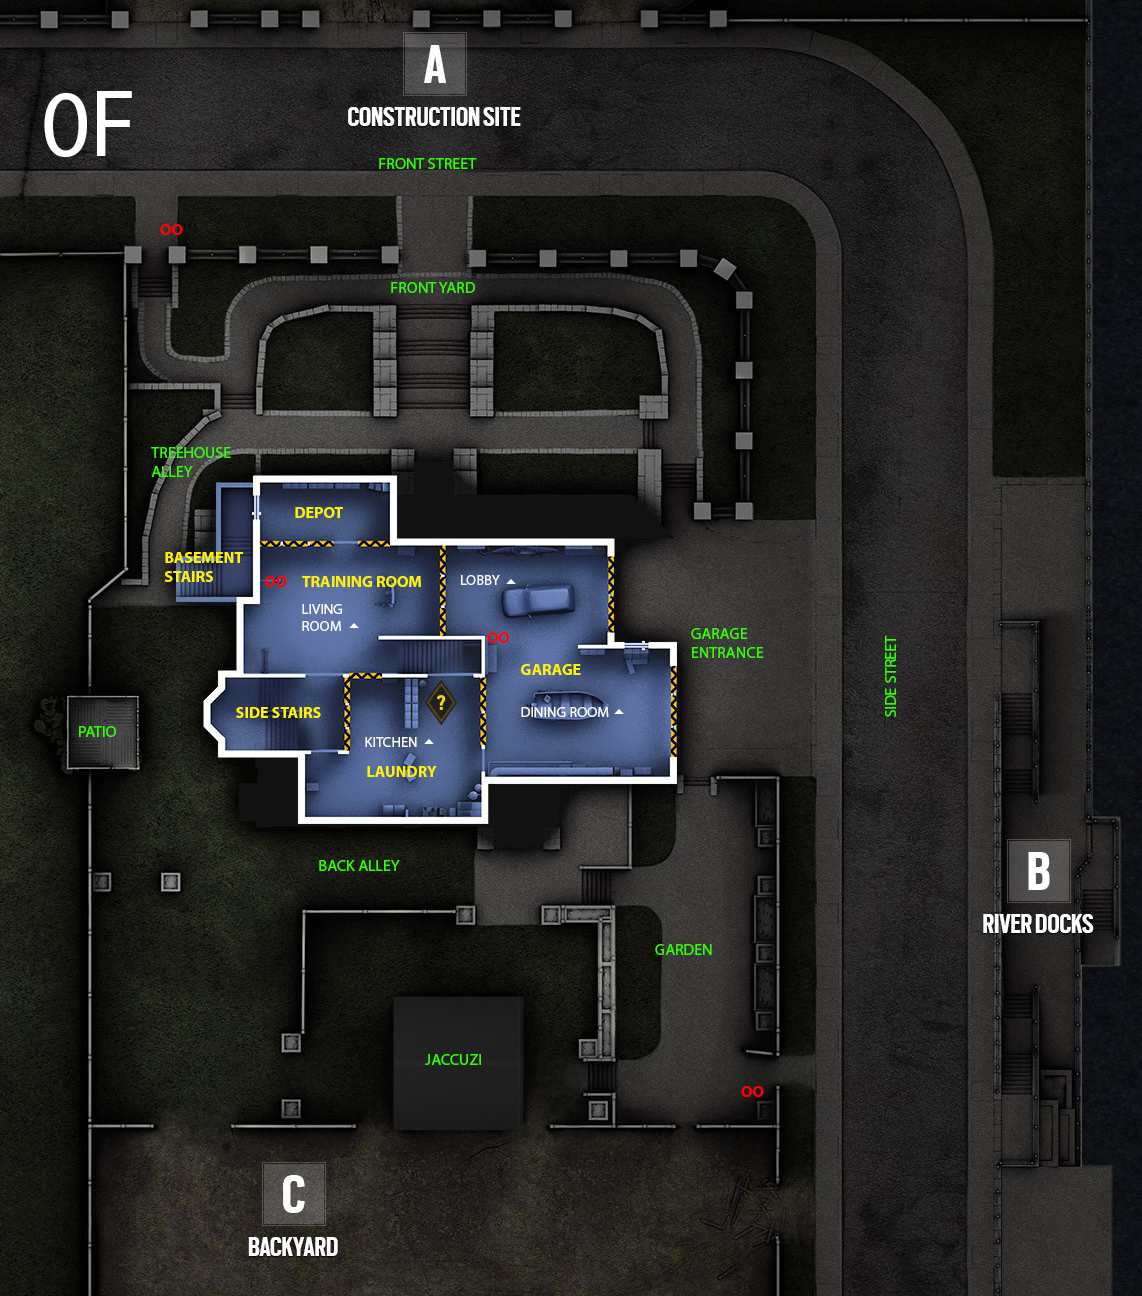 A
CONSTRUCTION SITE
OF
FRONT STREET
FRONT YARD
TREEHOUSE
ALLEY
DEPOT
BASEMENT
STAIRS
TRAINING ROOM
LOBBY
LIVING
ROOM
GARAGE
ENTRANCE
SIDE STREET
GARAGE
SIDE STAIRS
?
DINING ROOM
PATIO
KITCHEN
LAUNDRY
BACK ALLEY
B
RIVER DOCKS
GARDEN
JACCUZI
C
BACKYARD